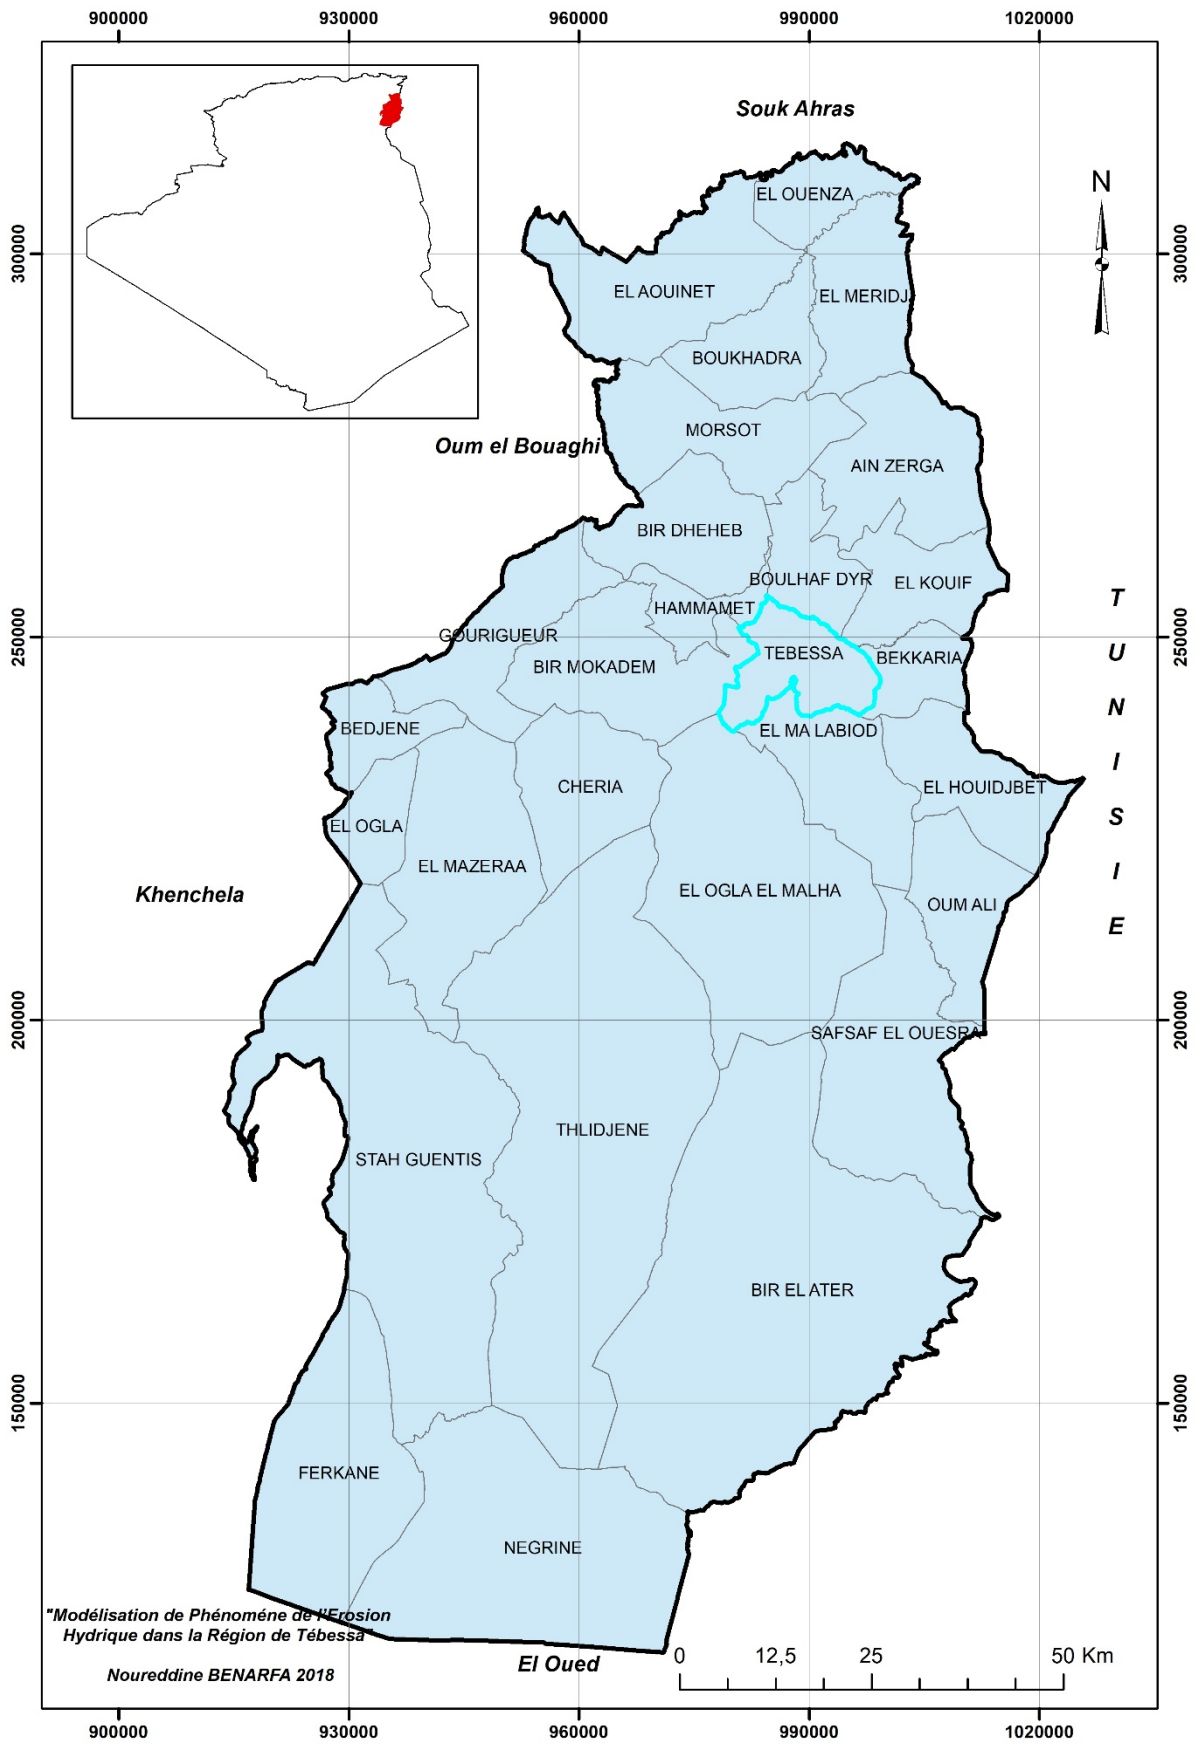 900000 930000 960000 990000 1020000
Souk Ahras
N
EL OUENZA
300000 300000
EL AOUINET
EL MERIDJ
BOUKHADRA
MORSOT
Oum el Bouaghi
AIN ZERGA
BIR DHEHEB
BOULHAF DYR
EL KOUIF
HAMMAMET
TUNISIE
GOURIGUEUR
250000 250000
TEBESSA
BEKKARIA
BIR MOKADEM
BEDJENE
EL MA LABIOD
CHERIA
EL HOUIDJBET
EL OGLA
EL MAZERAA
EL OGLA EL MALHA
Khenchela
OUM ALI
200000 200000
SAFSAF EL OUESRA
THLIDJENE
STAH GUENTIS
BIR EL ATER
150000 150000
FERKANE
NEGRINE
"Modélisation de Phénoméne de l'Erosion
Hydrique dans la Région de Tébessa"
Noureddine BENARFA 2018
El Oued
0 12,5 25 50 Km
900000 930000 960000 990000 1020000